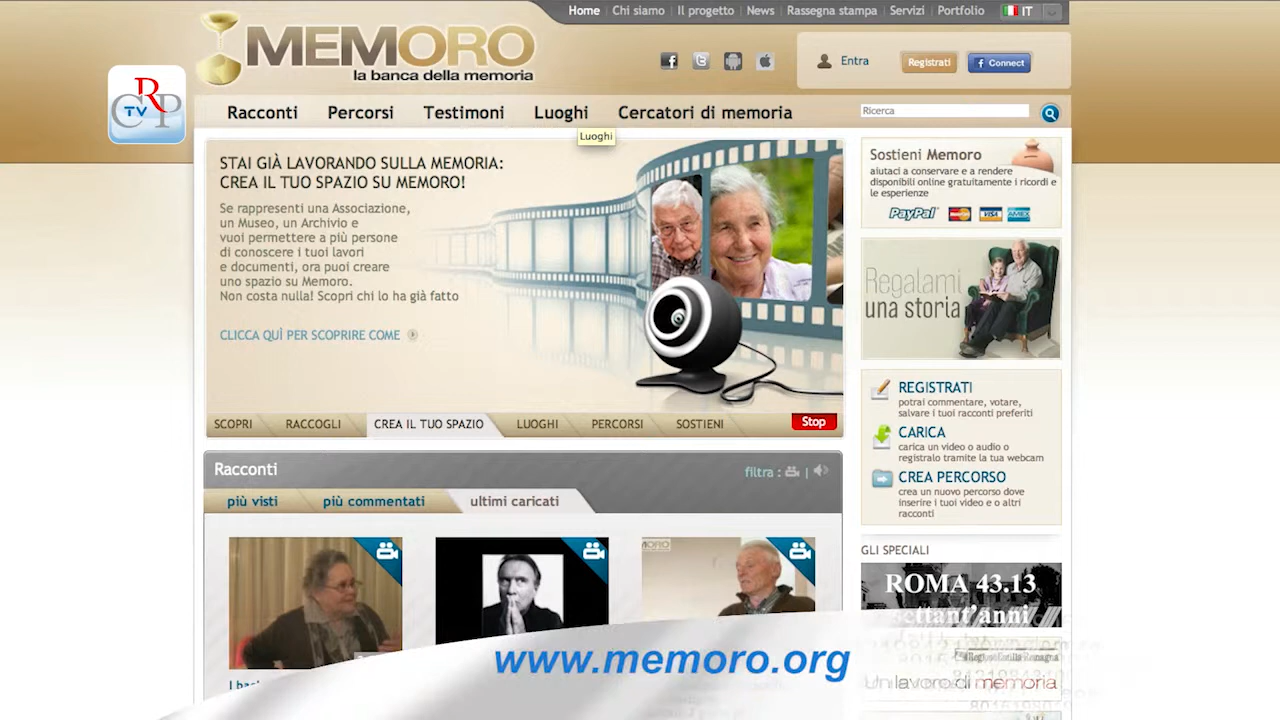 Home | Chi siamo | Il progetto | News | Rassegna stampa | Servizi | Portfolio
IT
MEMORO
la banca della memoria
Entra
Registrati
f Connect
CRP
TV
Racconti
Percorsi
Testimoni
Luoghi
Cercatori di memoria
Ricerca
Luoghi
STAI GIÀ LAVORANDO SULLA MEMORIA:
CREA IL TUO SPAZIO SU MEMORO!
Se rappresenti una Associazione,
un Museo, un Archivio e
vuoi permettere a più persone
di conoscere i tuoi lavori
e documenti, ora puoi creare
uno spazio su Memoro.
Non costa nulla! Scopri chi lo ha già fatto
CLICCA QUÌ PER SCOPRIRE COME
SCOPRI
RACCOGLI
CREA IL TUO SPAZIO
LUOGHI
PERCORSI
SOSTIENI
Stop
Sostieni Memoro
aiutaci a conservare e a rendere
disponibili online gratuitamente i ricordi e
le esperienze
PayPal
MasterCard
VISA
AMEX
Regalami
una storia
REGISTRATI
potrai commentare, votare,
salvare i tuoi racconti preferiti
CARICA
carica un video o audio o
registralo tramite la tua webcam
CREA PERCORSO
crea un nuovo percorso dove
inserire i tuoi video e o altri
racconti
Racconti
filtra : |
più visti
più commentati
ultimi caricati
GLI SPECIALI
ROMA 43.13
settant'anni
www.memoro.org
Un lavoro di memoria